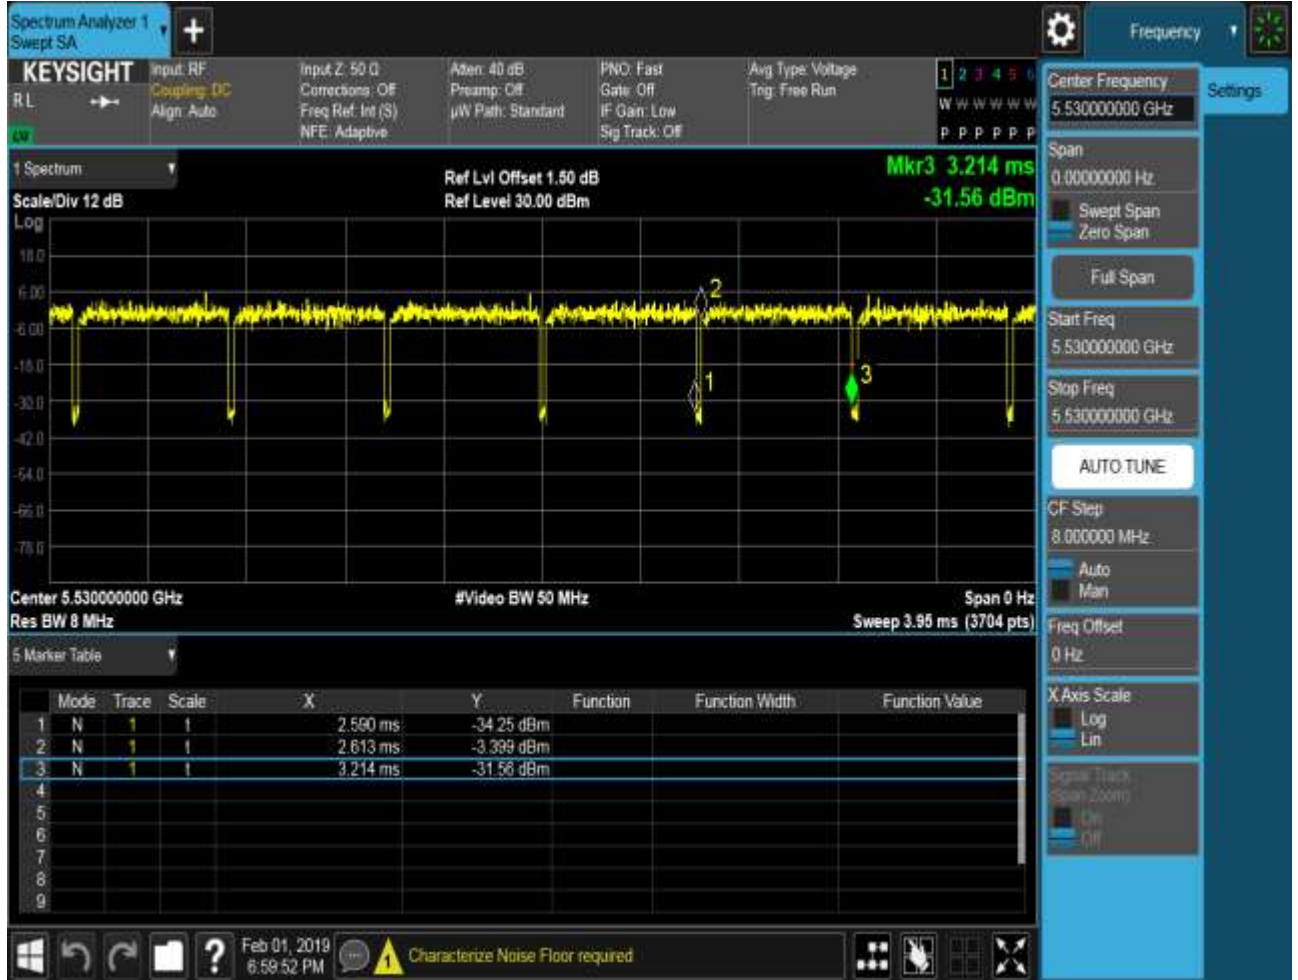 Spectrum Analyzer 1
Swept SA
+
Frequency
KEYSIGHT
RL
Input: RF
Coupling: DC
Align: Auto
Input Z: 50 Ω
Corrections: Off
Freq Ref: Int (S)
NFE: Adaptive
Atten: 40 dB
Preamp: Off
µW Path: Standard
PNO: Fast
Gate: Off
IF Gain: Low
Sig Track: Off
Avg Type: Voltage
Trig: Free Run
1 2 3 4 5 6
W W W W W W
P P P P P P
1 Spectrum
Scale/Div 12 dB
Log
Ref Lvl Offset 1.50 dB
Ref Level 30.00 dBm
Mkr3 3.214 ms
-31.56 dBm
18.0
6.00
-6.00
-18.0
-30.0
-42.0
-54.0
-66.0
-78.0
2
1
3
Center 5.530000000 GHz
#Video BW 50 MHz
Span 0 Hz
Res BW 8 MHz
Sweep 3.95 ms (3704 pts)
5 Marker Table
Mode Trace Scale X Y Function Function Width Function Value
1 N 1 t 2.590 ms -34.25 dBm
2 N 1 t 2.613 ms -3.399 dBm
3 N 1 t 3.214 ms -31.56 dBm
4
5
6
7
8
9
Center Frequency
5.530000000 GHz
Settings
Span
0.00000000 Hz
Swept Span
Zero Span
Full Span
Start Freq
5.530000000 GHz
Stop Freq
5.530000000 GHz
AUTO TUNE
CF Step
8.000000 MHz
Auto
Man
Freq Offset
0 Hz
X Axis Scale
Log
Lin
Signal Track
(Span Zoom)
On
Off
?
Feb 01, 2019
6:59:52 PM
1
Characterize Noise Floor required